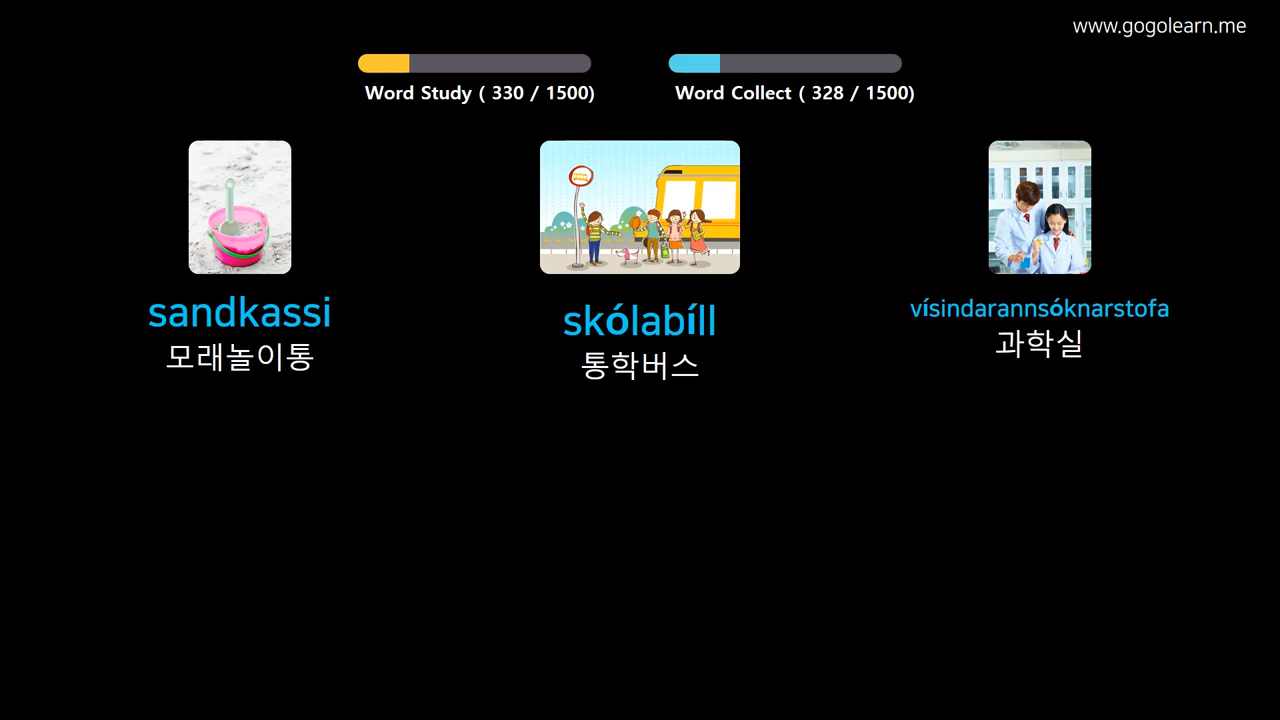 www.gogolearn.me
Word Study ( 330 / 1500)
Word Collect ( 328 / 1500)
sandkassi
모래놀이통
skólabíll
통학버스
vísindarannsóknarstofa
과학실